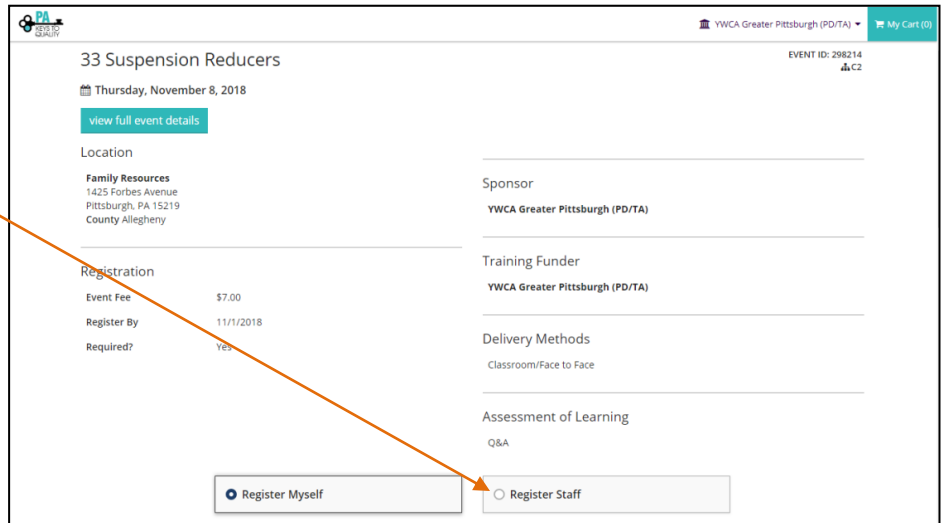 PA
KEYS TO
QUALITY
YWCA Greater Pittsburgh (PD/TA)
My Cart (0)
33 Suspension Reducers
EVENT ID: 298214
C2
Thursday, November 8, 2018
view full event details
Location
Family Resources
1425 Forbes Avenue
Pittsburgh, PA 15219
County Allegheny
Sponsor
YWCA Greater Pittsburgh (PD/TA)
Registration
Event Fee $7.00
Register By 11/1/2018
Required? Yes
Training Funder
YWCA Greater Pittsburgh (PD/TA)
Delivery Methods
Classroom/Face to Face
Assessment of Learning
Q&A
Register Myself
Register Staff